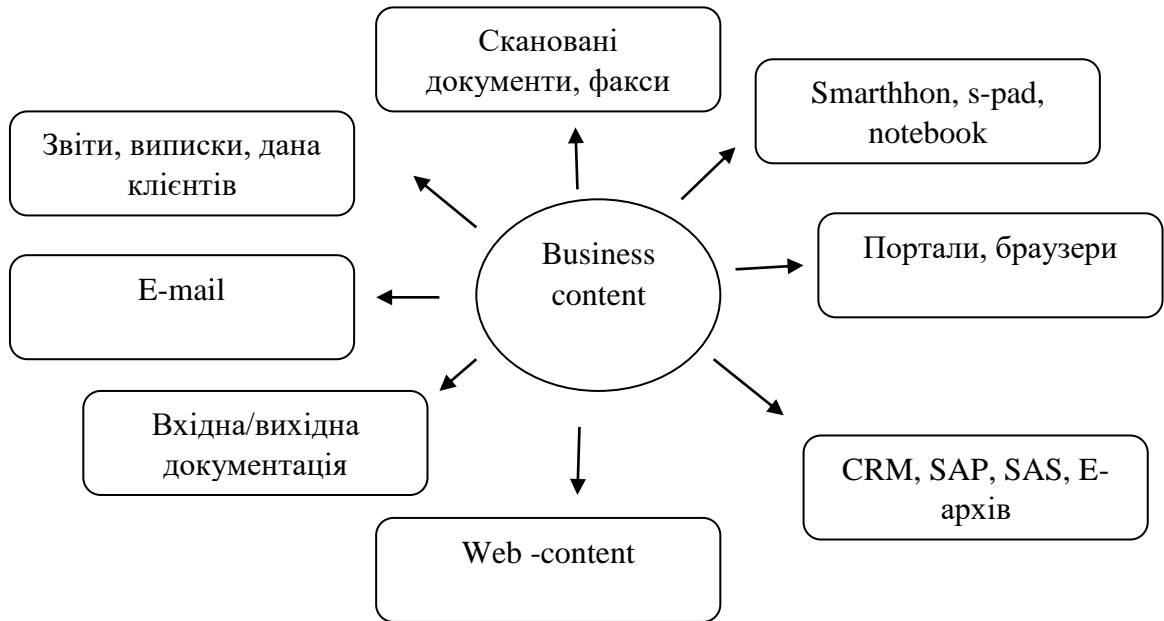 Скановані
документи, факси
Smarthhon, s-pad,
notebook
Звіти, виписки, дана
клієнтів
Business
content
Портали, браузери
E-mail
Вхідна/вихідна
документація
CRM, SAP, SAS, E-
архів
Web -content